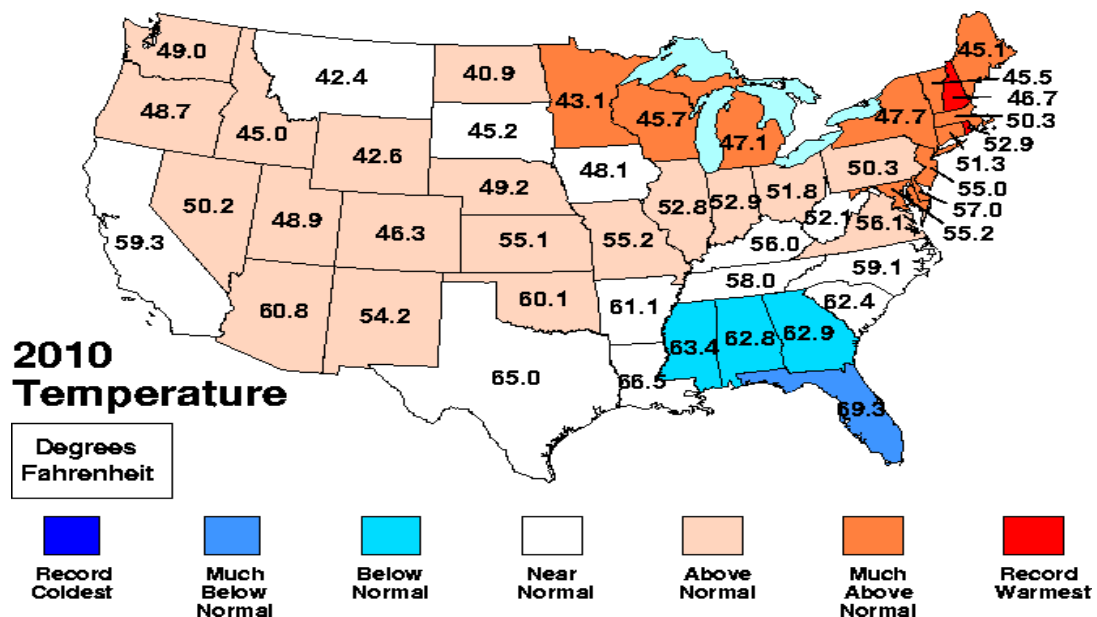 49.0
42.4
40.9
43.1
45.1
45.5
46.7
50.3
52.9
51.3
55.0
57.0
55.2
48.7
45.0
42.6
45.2
45.7
47.1
47.7
50.3
48.1
49.2
52.8
52.9
51.8
52.1
56.1
50.2
48.9
46.3
55.1
55.2
56.0
59.3
59.1
58.0
60.8
54.2
60.1
61.1
62.4
63.4
62.8
62.9
65.0
66.5
69.3
2010
Temperature
Degrees
Fahrenheit
Record
Coldest
Much
Below
Normal
Below
Normal
Near
Normal
Above
Normal
Much
Above
Normal
Record
Warmest